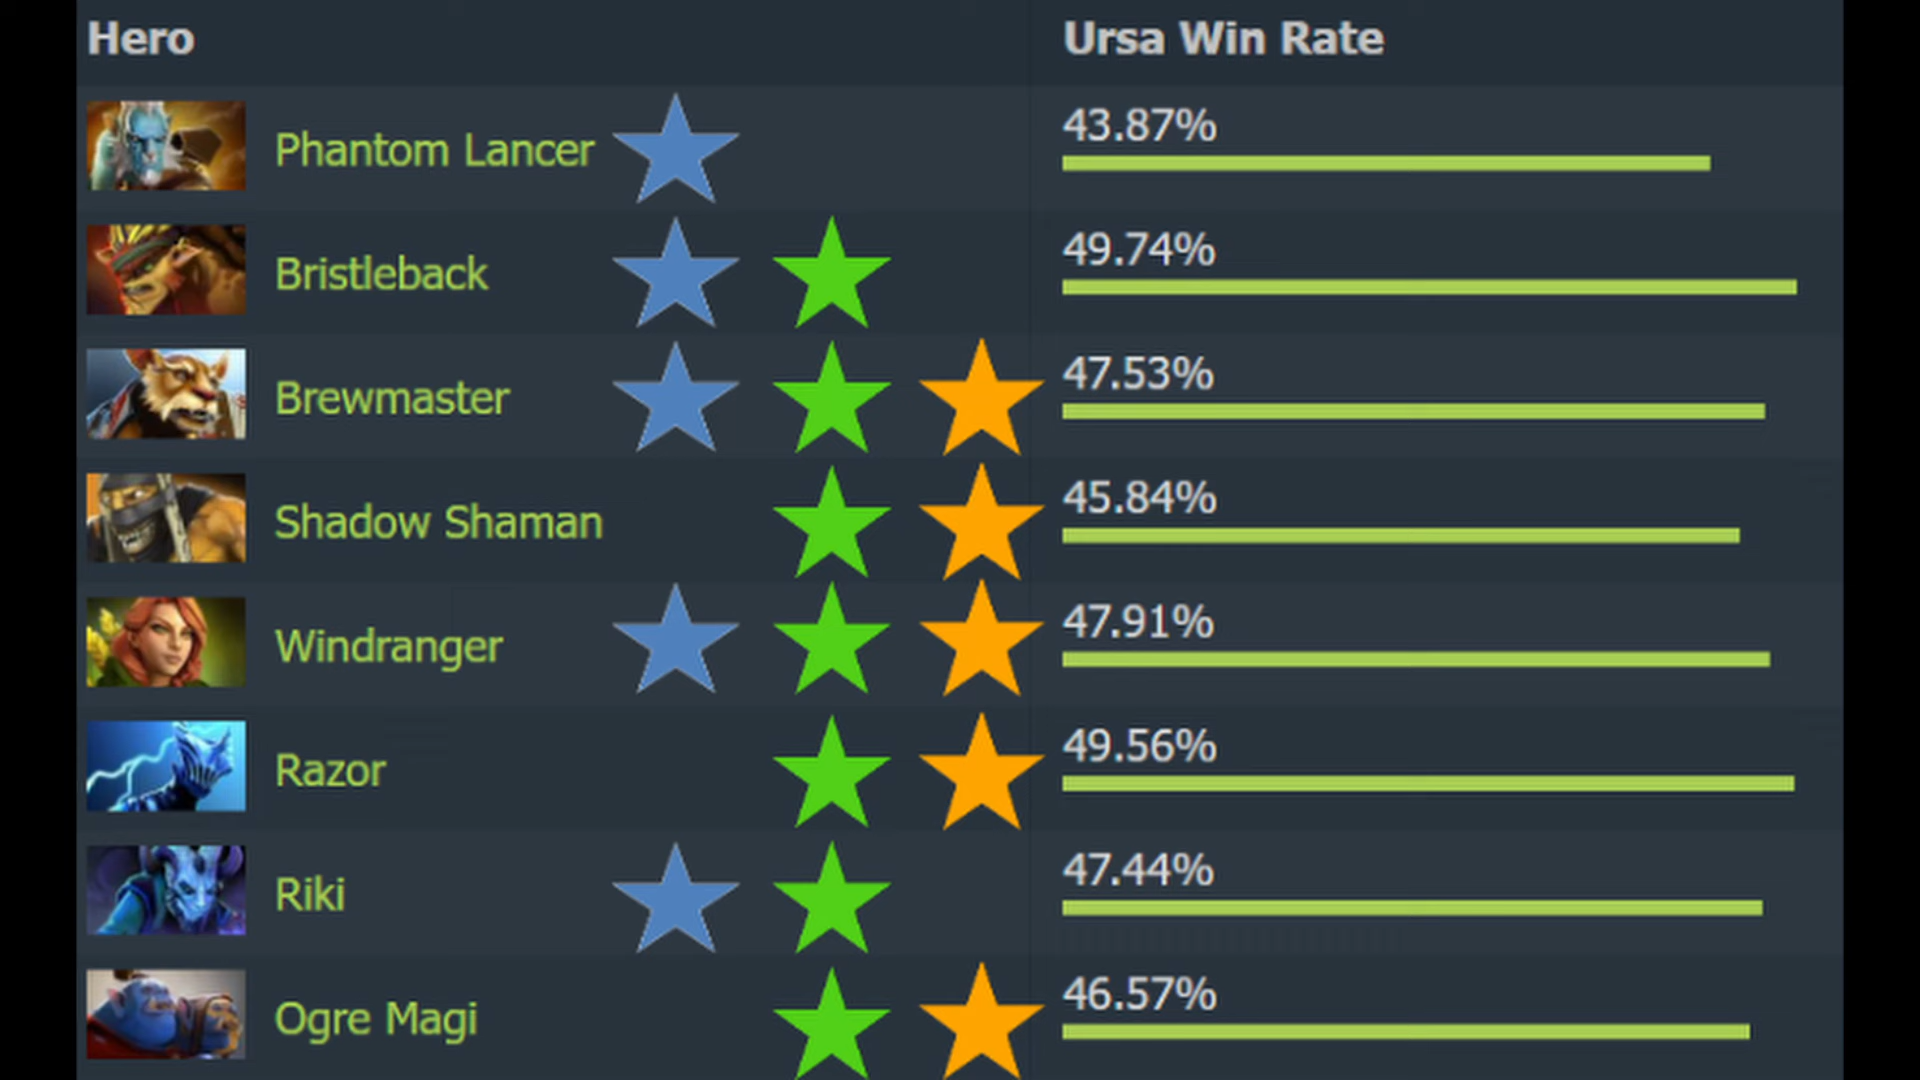 Hero Ursa Win Rate
Phantom Lancer 43.87%
Bristleback 49.74%
Brewmaster 47.53%
Shadow Shaman 45.84%
Windranger 47.91%
Razor 49.56%
Riki 47.44%
Ogre Magi 46.57%